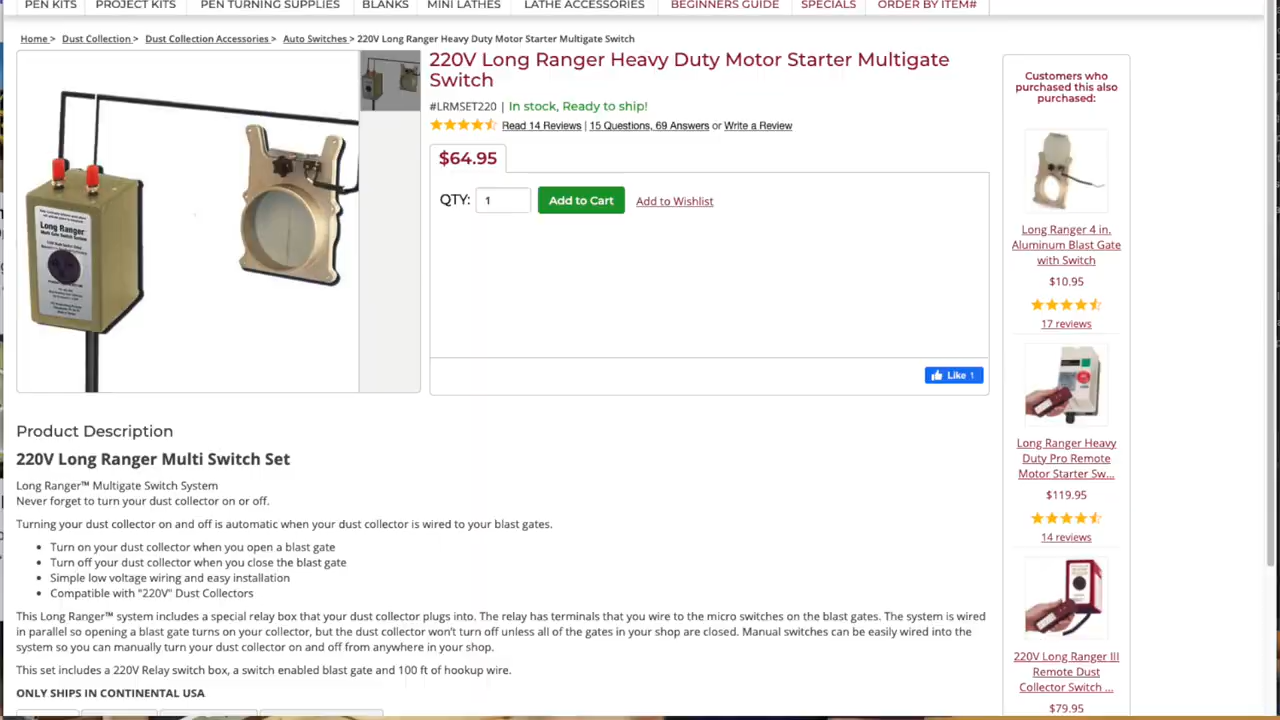 PEN KITS PROJECT KITS PEN TURNING SUPPLIES BLANKS MINI LATHES LATHE ACCESSORIES BEGINNERS GUIDE SPECIALS ORDER BY ITEM#
Home > Dust Collection > Dust Collection Accessories > Auto Switches > 220V Long Ranger Heavy Duty Motor Starter Multigate Switch
220V Long Ranger Heavy Duty Motor Starter Multigate
Switch
#LRMSET220 | In stock, Ready to ship!
Read 14 Reviews | 15 Questions, 69 Answers or Write a Review
$64.95
QTY: 1 Add to Cart Add to Wishlist
Like 1
Long Ranger
Product Description
220V Long Ranger Multi Switch Set
Long Ranger™ Multigate Switch System
Never forget to turn your dust collector on or off.
Turning your dust collector on and off is automatic when your dust collector is wired to your blast gates.
• Turn on your dust collector when you open a blast gate
• Turn off your dust collector when you close the blast gate
• Simple low voltage wiring and easy installation
• Compatible with "220V" Dust Collectors
This Long Ranger™ system includes a special relay box that your dust collector plugs into. The relay has terminals that you wire to the micro switches on the blast gates. The system is wired
in parallel so opening a blast gate turns on your collector, but the dust collector won't turn off unless all of the gates in your shop are closed. Manual switches can be easily wired into the
system so you can manually turn your dust collector on and off from anywhere in your shop.
This set includes a 220V Relay switch box, a switch enabled blast gate and 100 ft of hookup wire.
ONLY SHIPS IN CONTINENTAL USA
Customers who
purchased this also
purchased:
Long Ranger 4 in.
Aluminum Blast Gate
with Switch
$10.95
17 reviews
Long Ranger Heavy
Duty Pro Remote
Motor Starter Sw...
$119.95
14 reviews
220V Long Ranger III
Remote Dust
Collector Switch ...
$79.95